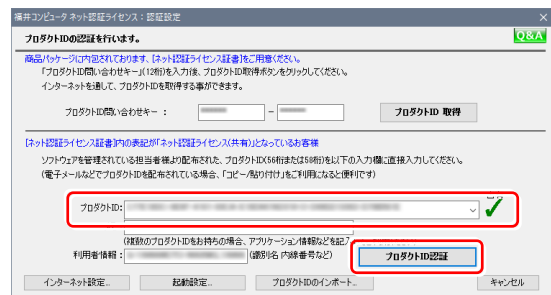 福井コンピュータ ネット認証ライセンス：認証設定
プロダクトIDの認証を行います。
Q&A
商品パッケージに内包されております、[ネット認証ライセンス証書]をご用意ください。
「プロダクトID問い合わせキー」(12桁)を入力後、プロダクトID取得ボタンをクリックしてください。
インターネットを通して、プロダクトIDを取得する事ができます。
プロダクトID問い合わせキー ：
－
プロダクトID 取得
[ネット認証ライセンス証書]内の表記が「ネット認証ライセンス(共有)」となっているお客様
ソフトウェアを管理されている担当者様より配布された、プロダクトID(56桁または58桁)を以下の入力欄に直接入力してください。
(電子メールなどでプロダクトIDを配布されている場合、「コピー/貼り付け」をご利用になると便利です)
プロダクトID:
(複数のプロダクトIDをお持ちの場合、アプリケーション情報などを記入
利用者情報：
(識別名 内線番号など)
プロダクトID認証
インターネット設定...
起動設定...
プロダクトIDのインポート...
キャンセル